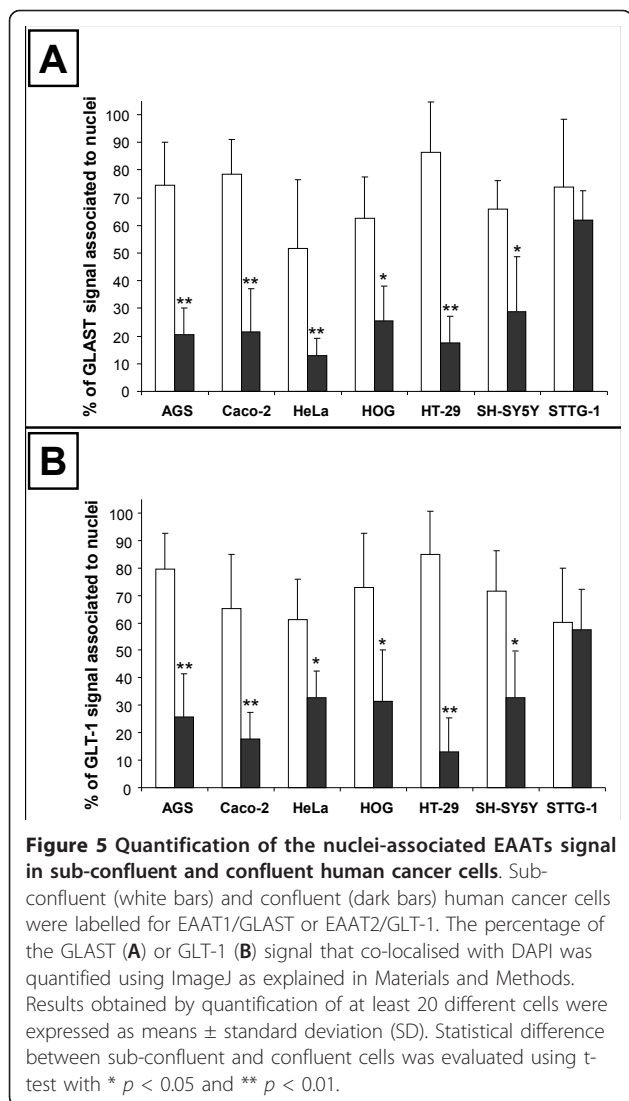 A
% of GLAST signal associated to nuclei
100
90
80
70
60
50
40
30
20
10
0
** ** ** * ** *
AGS Caco-2 HeLa HOG HT-29 SH-SY5Y STTG-1
B
% of GLT-1 signal associated to nuclei
100
90
80
70
60
50
40
30
20
10
0
** ** * * ** *
AGS Caco-2 HeLa HOG HT-29 SH-SY5Y STTG-1
Figure 5 Quantification of the nuclei-associated EAATs signal
in sub-confluent and confluent human cancer cells. Sub-
confluent (white bars) and confluent (dark bars) human cancer cells
were labelled for EAAT1/GLAST or EAAT2/GLT-1. The percentage of
the GLAST (A) or GLT-1 (B) signal that co-localised with DAPI was
quantified using ImageJ as explained in Materials and Methods.
Results obtained by quantification of at least 20 different cells were
expressed as means ± standard deviation (SD). Statistical difference
between sub-confluent and confluent cells was evaluated using t-
test with * p < 0.05 and ** p < 0.01.